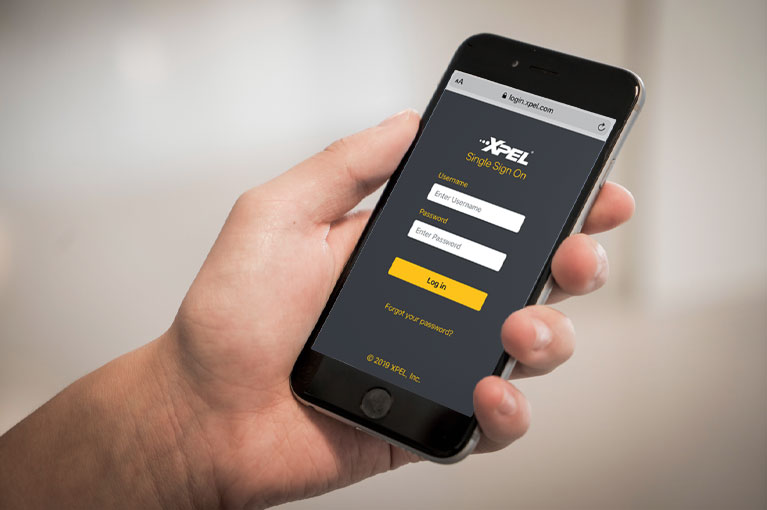 AA login.xpel.com
XPEL
Single Sign On
Username
Enter Username
Password
Enter Password
Log in
Forgot your password?
© 2019 XPEL, Inc.